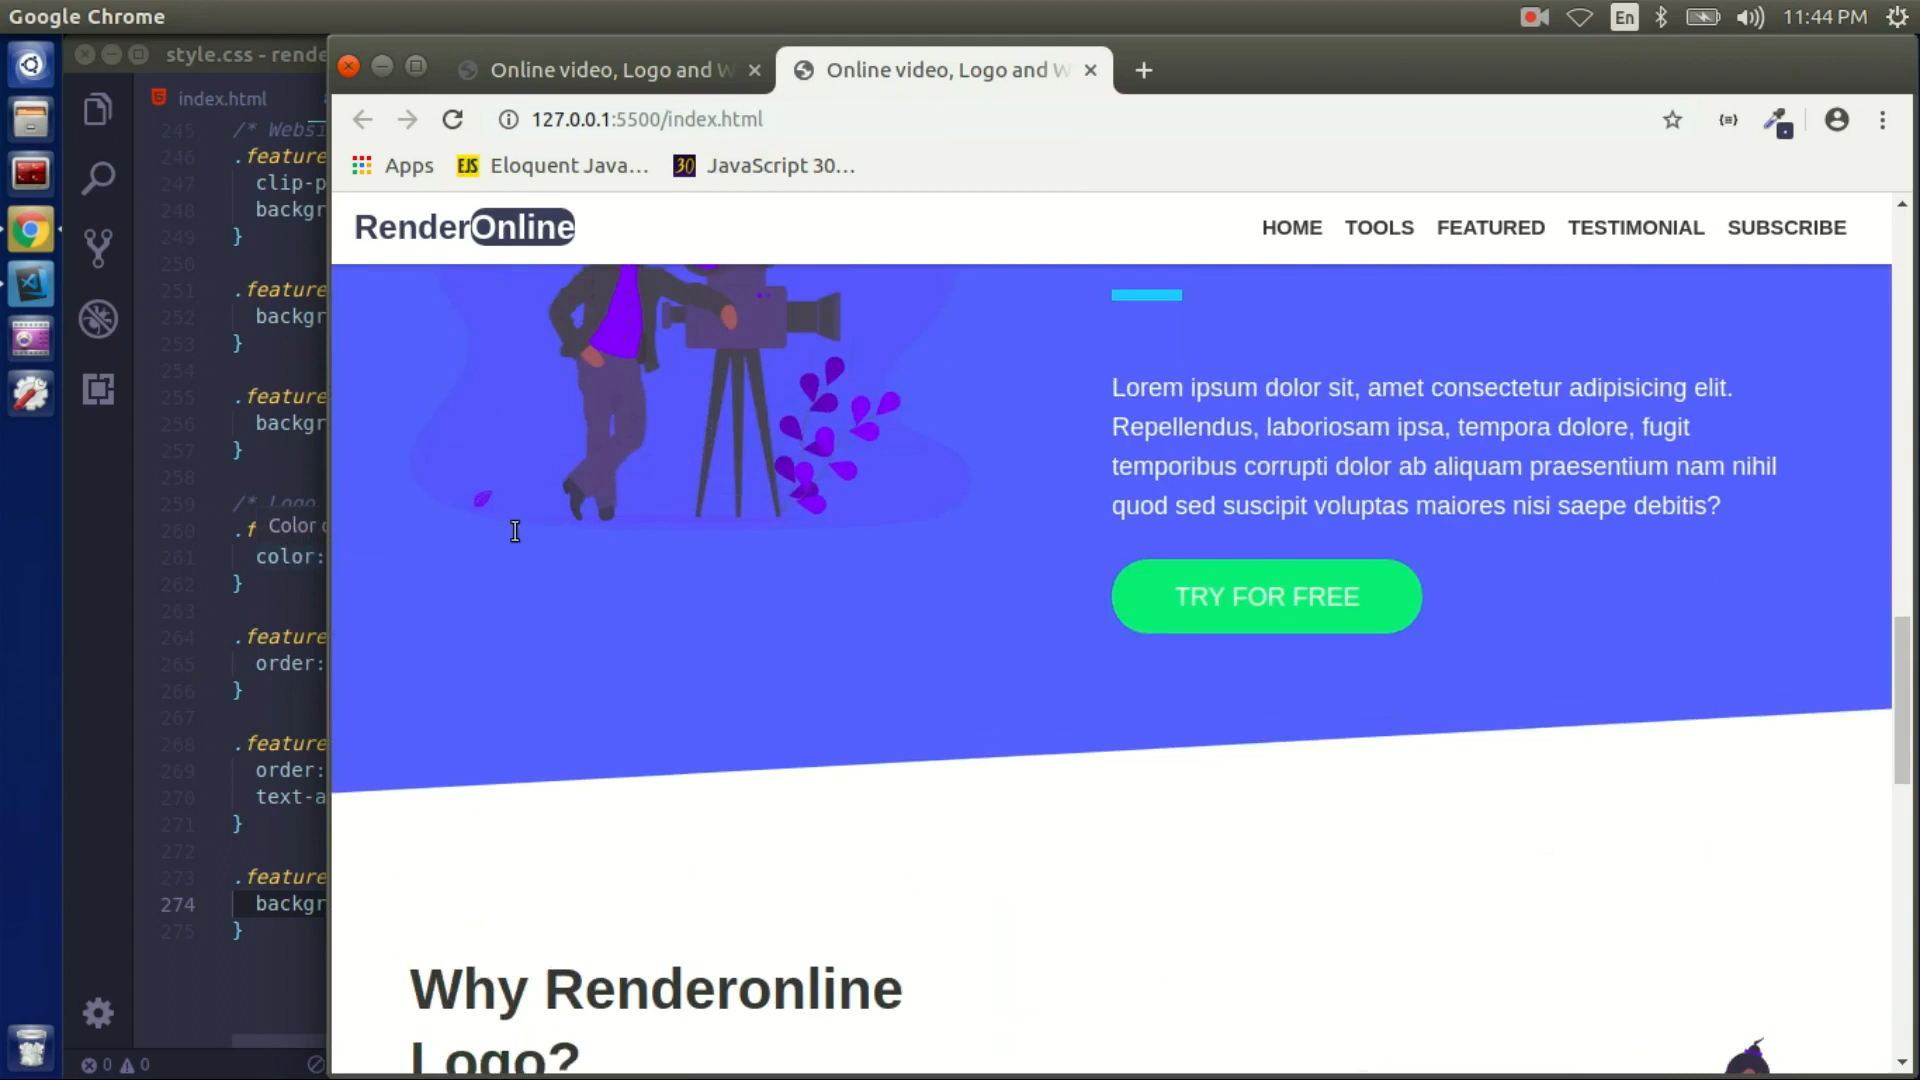 Google Chrome
En
11:44 PM
style.css - rende
Online video, Logo and W
Online video, Logo and W
index.html
127.0.0.1:5500/index.html
Apps
EJS
Eloquent Java...
30
JavaScript 30...
RenderOnline
HOME
TOOLS
FEATURED
TESTIMONIAL
SUBSCRIBE
245 /* Websi
246 .feature
247 clip-p
248 backgr
249 }
250
251 .feature
252 backgr
253 }
254
255 .feature
256 backgr
257 }
258
259 /* Logo
260 .f
Color
261 color:
262 }
263
264 .feature
265 order:
266 }
267
268 .feature
269 order:
270 text-a
271 }
272
273 .feature
274 backgr
275 }
0 0
Lorem ipsum dolor sit, amet consectetur adipisicing elit.
Repellendus, laboriosam ipsa, tempora dolore, fugit
temporibus corrupti dolor ab aliquam praesentium nam nihil
quod sed suscipit voluptas maiores nisi saepe debitis?
TRY FOR FREE
Why Renderonline
Logo?